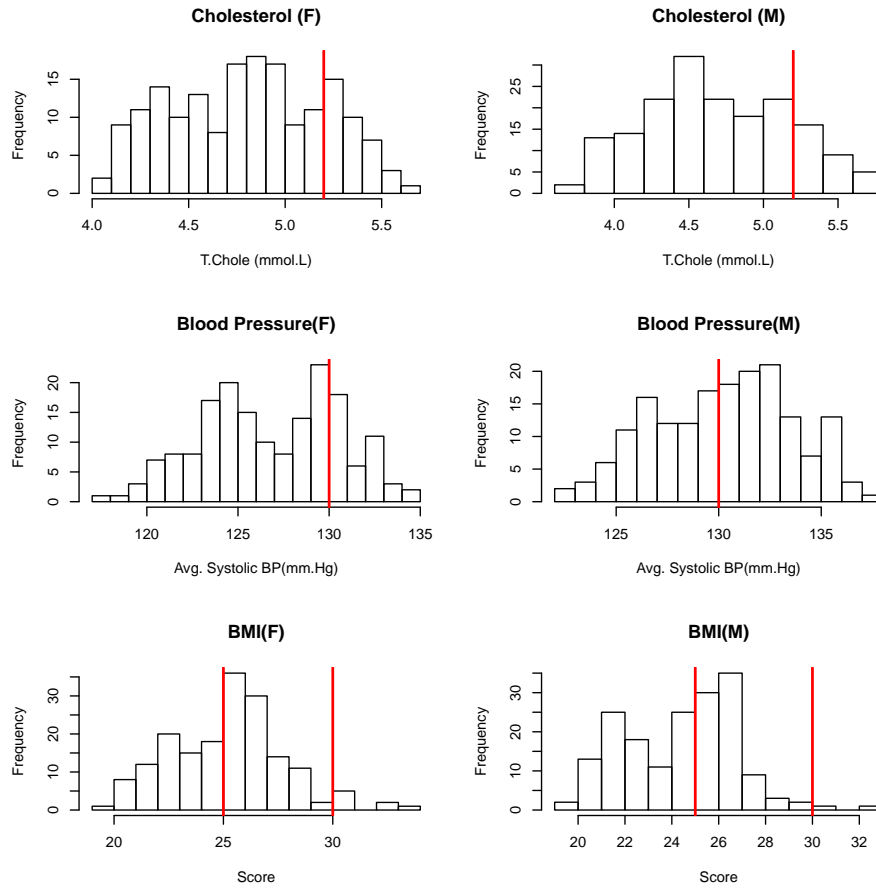 Cholesterol (F)
Frequency
0 5 10 15
4.0 4.5 5.0 5.5
T.Chole (mmol.L)
Cholesterol (M)
Frequency
0 5 15 25
4.0 4.5 5.0 5.5
T.Chole (mmol.L)
Blood Pressure(F)
Frequency
0 5 10 15 20
120 125 130 135
Avg. Systolic BP(mm.Hg)
Blood Pressure(M)
Frequency
0 5 10 15 20
125 130 135
Avg. Systolic BP(mm.Hg)
BMI(F)
Frequency
0 10 20 30
20 25 30
Score
BMI(M)
Frequency
0 10 20 30
20 22 24 26 28 30 32
Score